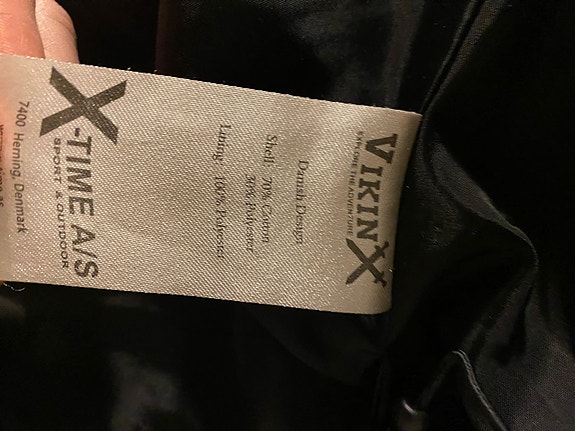 VIKINX
EXPLORE THE ADVENTURE
Danish Design
Shell: 70% Cotton
30% Polyester
Lining: 100% Polyester
X-TIME A/S
SPORT & OUTDOOR
7400 Herning, Denmark